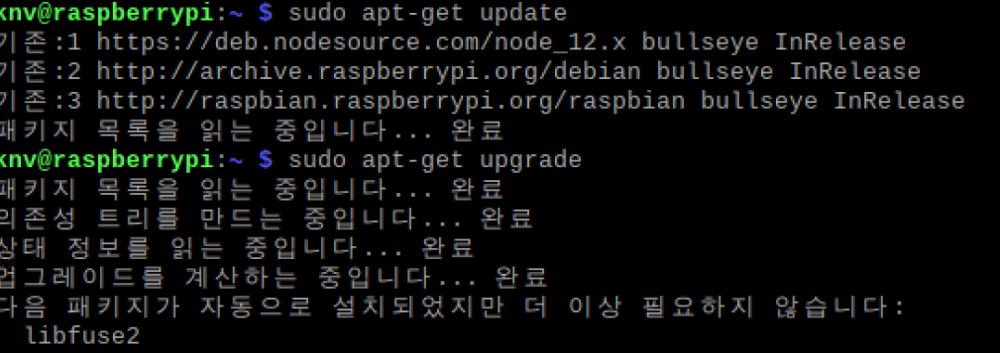 knv@raspberrypi:~ $ sudo apt-get update
기존:1 https://deb.nodesource.com/node_12.x bullseye InRelease
기존:2 http://archive.raspberrypi.org/debian bullseye InRelease
기존:3 http://raspbian.raspberrypi.org/raspbian bullseye InRelease
패키지 목록을 읽는 중입니다... 완료
knv@raspberrypi:~ $ sudo apt-get upgrade
패키지 목록을 읽는 중입니다... 완료
의존성 트리를 만드는 중입니다... 완료
상태 정보를 읽는 중입니다... 완료
업그레이드를 계산하는 중입니다... 완료
다음 패키지가 자동으로 설치되었지만 더 이상 필요하지 않습니다:
libfuse2